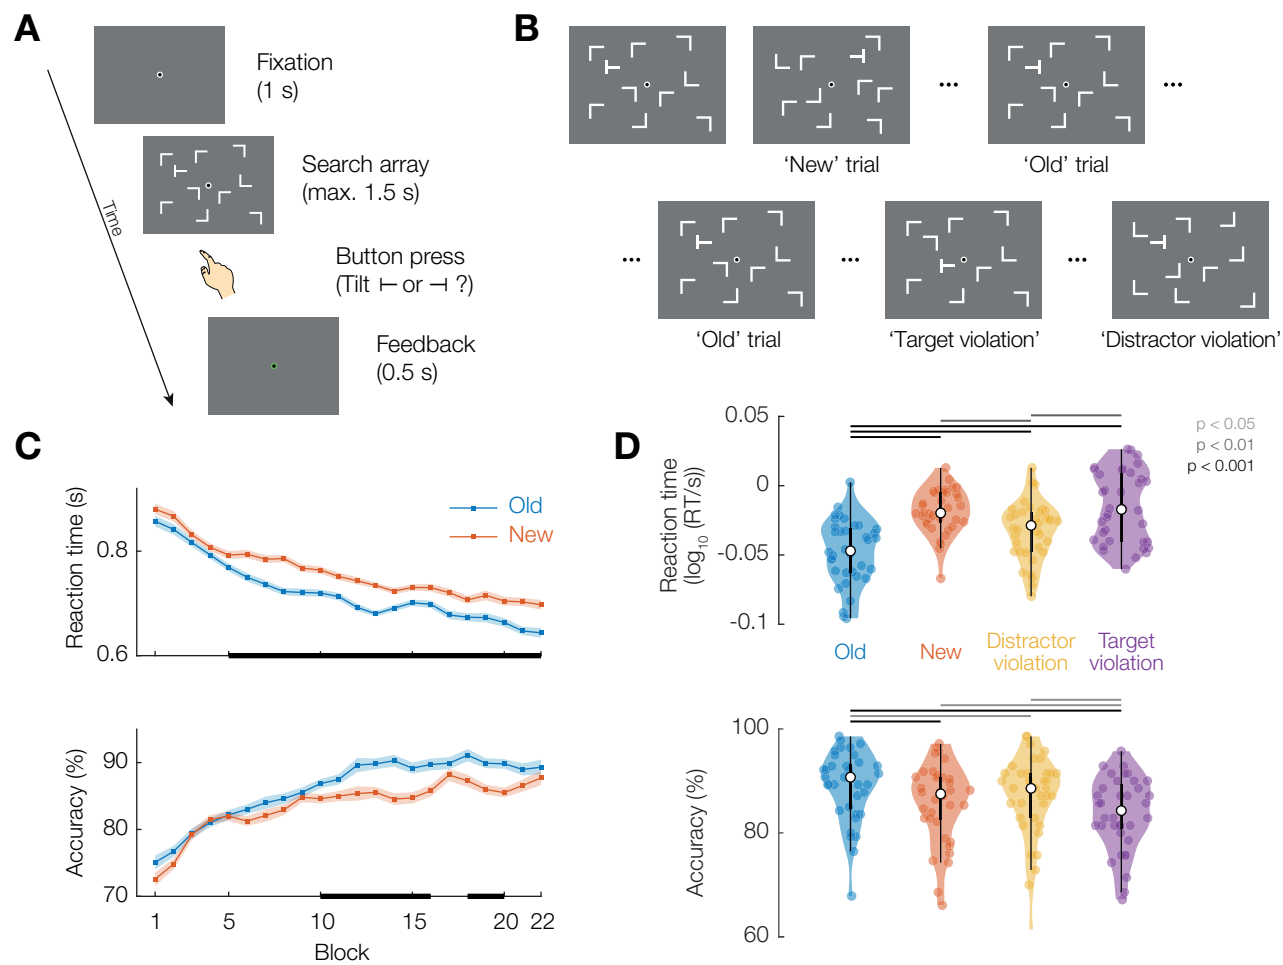 A
Fixation
(1 s)
Search array
(max. 1.5 s)
Time
Button press
(Tilt ⊢ or ⊣ ?)
Feedback
(0.5 s)
B
...
...
'New' trial
'Old' trial
...
...
...
'Old' trial
'Target violation'
'Distractor violation'
C
Reaction time (s)
0.8
0.6
Old
New
Accuracy (%)
90
80
70
1
5
10
15
20
22
Block
D
Reaction time
(log10 (RT/s))
0.05
0
-0.05
-0.1
p < 0.05
p < 0.01
p < 0.001
Old
New
Distractor
violation
Target
violation
Accuracy (%)
100
80
60